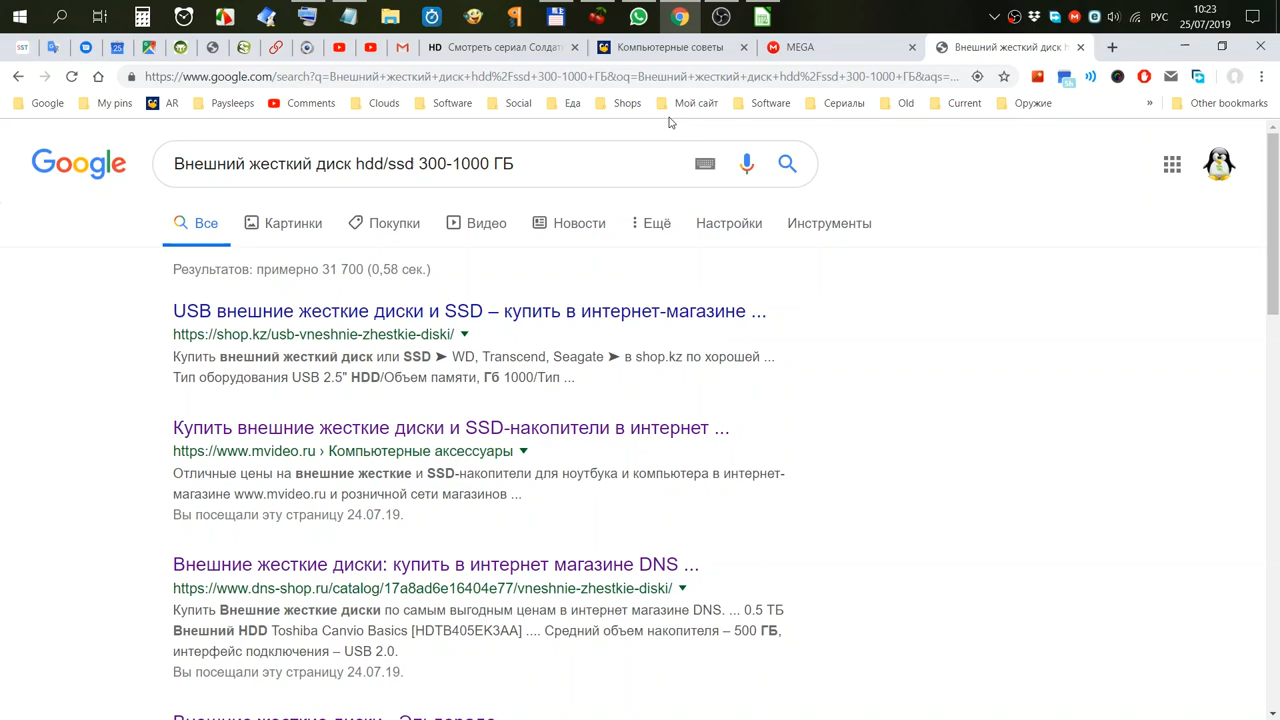 РУС
10:23
25/07/2019
SST
25
HD Смотреть сериал Солдат
Компьютерные советы
MEGA
Внешний жесткий диск h
https://www.google.com/search?q=Внешний+жесткий+диск+hdd%2Fssd+300-1000+ГБ&oq=Внешний+жесткий+диск+hdd%2Fssd+300-1000+ГБ&aqs=...
5h
Google
My pins
AR
Paysleeps
Comments
Clouds
Software
Social
Еда
Shops
Мой сайт
Software
Сериалы
Old
Current
Оружие
»
Other bookmarks
Google
Внешний жесткий диск hdd/ssd 300-1000 ГБ
Все
Картинки
Покупки
Видео
Новости
Ещё
Настройки
Инструменты
Результатов: примерно 31 700 (0,58 сек.)
USB внешние жесткие диски и SSD – купить в интернет-магазине ...
https://shop.kz/usb-vneshnie-zhestkie-diski/
Купить внешний жесткий диск или SSD ➤ WD, Transcend, Seagate ➤ в shop.kz по хорошей ...
Тип оборудования USB 2.5" HDD/Объем памяти, Гб 1000/Тип ...
Купить внешние жесткие диски и SSD-накопители в интернет ...
https://www.mvideo.ru › Компьютерные аксессуары
Отличные цены на внешние жесткие и SSD-накопители для ноутбука и компьютера в интернет-
магазине www.mvideo.ru и розничной сети магазинов ...
Вы посещали эту страницу 24.07.19.
Внешние жесткие диски: купить в интернет магазине DNS ...
https://www.dns-shop.ru/catalog/17a8ad6e16404e77/vneshnie-zhestkie-diski/
Купить Внешние жесткие диски по самым выгодным ценам в интернет магазине DNS. ... 0.5 ТБ
Внешний HDD Toshiba Canvio Basics [HDTB405EK3AA] .... Средний объем накопителя – 500 ГБ,
интерфейс подключения – USB 2.0.
Вы посещали эту страницу 24.07.19.
Внешние жесткие диски - Эльдорадо